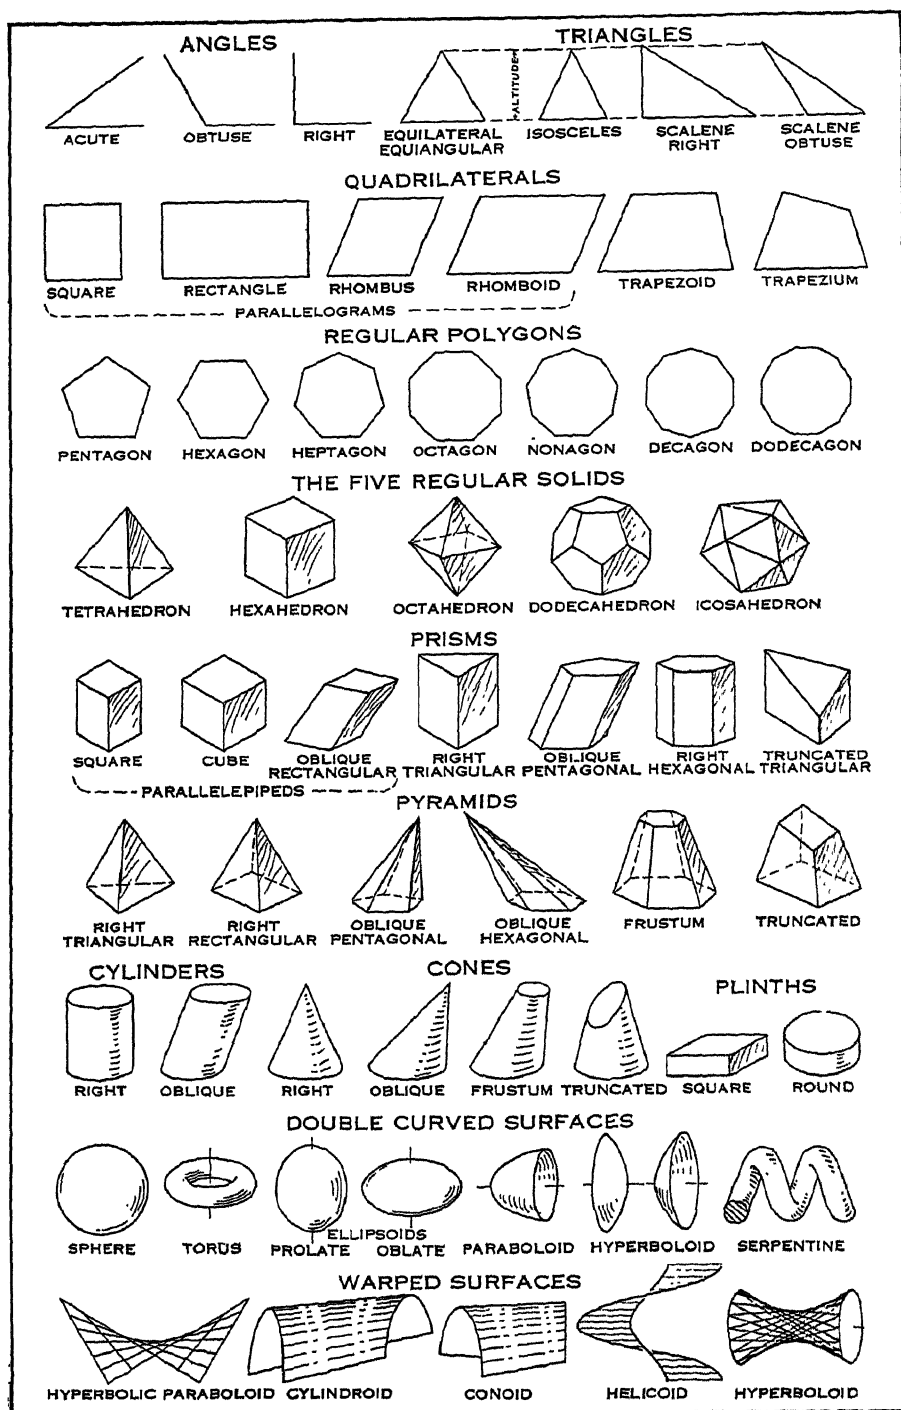 ANGLES
TRIANGLES
ALTITUDE
ACUTE
OBTUSE
RIGHT
EQUILATERAL
EQUIANGULAR
ISOSCELES
SCALENE
RIGHT
SCALENE
OBTUSE
QUADRILATERALS
SQUARE
RECTANGLE
RHOMBUS
RHOMBOID
TRAPEZOID
TRAPEZIUM
PARALLELOGRAMS
REGULAR POLYGONS
PENTAGON
HEXAGON
HEPTAGON
OCTAGON
NONAGON
DECAGON
DODECAGON
THE FIVE REGULAR SOLIDS
TETRAHEDRON
HEXAHEDRON
OCTAHEDRON
DODECAHEDRON
ICOSAHEDRON
PRISMS
SQUARE
CUBE
OBLIQUE
RECTANGULAR
RIGHT
TRIANGULAR
OBLIQUE
PENTAGONAL
RIGHT
HEXAGONAL
TRUNCATED
TRIANGULAR
PARALLELEPIPEDS
PYRAMIDS
RIGHT
TRIANGULAR
RIGHT
RECTANGULAR
OBLIQUE
PENTAGONAL
OBLIQUE
HEXAGONAL
FRUSTUM
TRUNCATED
CYLINDERS
CONES
PLINTHS
RIGHT
OBLIQUE
RIGHT
OBLIQUE
FRUSTUM
TRUNCATED
SQUARE
ROUND
DOUBLE CURVED SURFACES
SPHERE
TORUS
PROLATE
ELLIPSOIDS
OBLATE
PARABOLOID
HYPERBOLOID
SERPENTINE
WARPED SURFACES
HYPERBOLIC PARABOLOID
CYLINDROID
CONOID
HELICOID
HYPERBOLOID